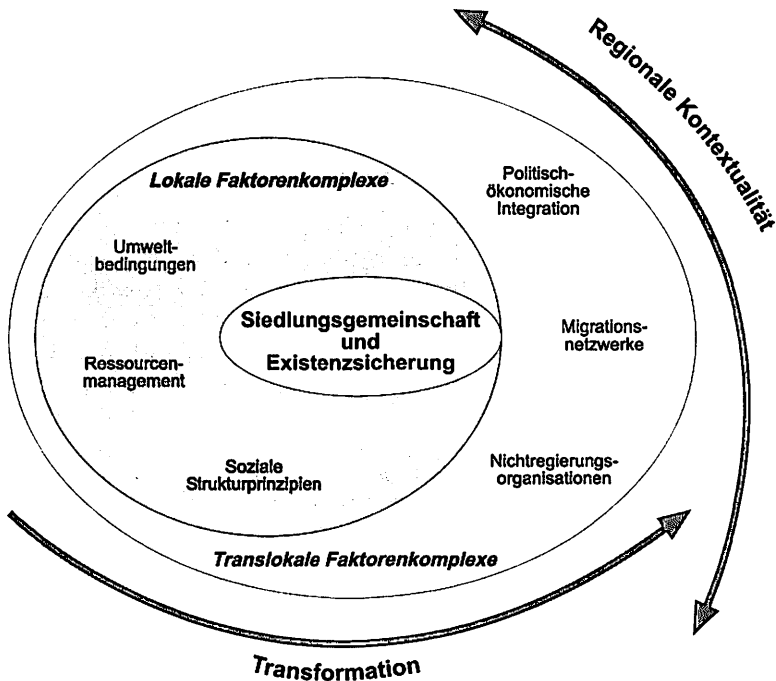 Regionale Kontextualität
Lokale Faktorenkomplexe
Politisch-
ökonomische
Integration
Umwelt-
bedingungen
Siedlungsgemeinschaft
und
Existenzsicherung
Migrations-
netzwerke
Ressourcen-
management
Soziale
Strukturprinzipien
Nichtregierungs-
organisationen
Translokale Faktorenkomplexe
Transformation